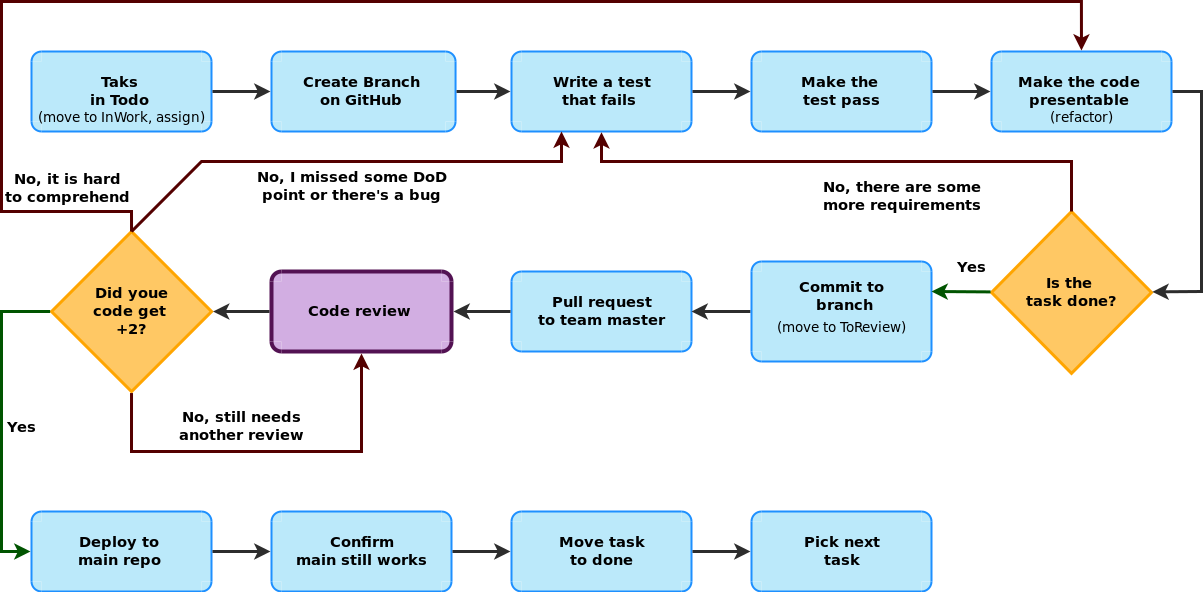 Taks
in Todo
(move to InWork, assign)
Create Branch
on GitHub
Write a test
that fails
Make the
test pass
Make the code
presentable
(refactor)
No, it is hard
to comprehend
No, I missed some DoD
point or there's a bug
No, there are some
more requirements
Did youe
code get
+2?
Code review
Pull request
to team master
Commit to
branch
(move to ToReview)
Yes
Is the
task done?
No, still needs
another review
Yes
Deploy to
main repo
Confirm
main still works
Move task
to done
Pick next
task